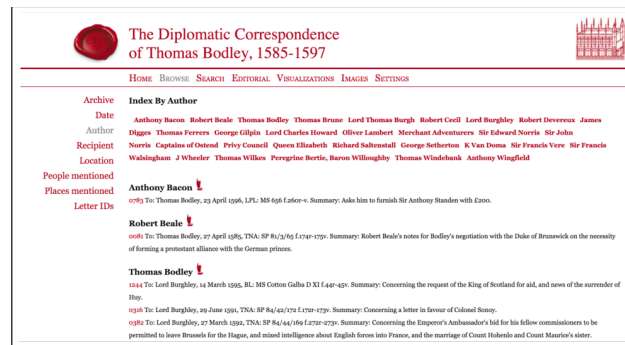 The Diplomatic Correspondence
of Thomas Bodley, 1585-1597
Home Browse Search Editorial Visualizations Images Settings
Archive
Date
Author
Recipient
Location
People mentioned
Places mentioned
Letter IDs
Index By Author
Anthony Bacon Robert Beale Thomas Bodley Thomas Brune Lord Thomas Burgh Robert Cecil Lord Burghley Robert Devereux James
Digges Thomas Ferrers George Gilpin Lord Charles Howard Oliver Lambert Merchant Adventurers Sir Edward Norris Sir John
Norris Captains of Ostend Privy Council Queen Elizabeth Richard Saltenstall George Setherton K Van Doma Sir Francis Vere Sir Francis
Walsingham J Wheeler Thomas Wilkes Peregrine Bertie, Baron Willoughby Thomas Windebank Anthony Wingfield
Anthony Bacon
0783 To: Thomas Bodley, 23 April 1596, LPL: MS 656 f.260r-v. Summary: Asks him to furnish Sir Anthony Standen with £200.
Robert Beale
0081 To: Thomas Bodley, 27 April 1585, TNA: SP 81/3/65 f.174r-175v. Summary: Robert Beale's notes for Bodley's negotiation with the Duke of Brunswick on the necessity
of forming a protestant alliance with the German princes.
Thomas Bodley
1244 To: Lord Burghley, 14 March 1595, BL: MS Cotton Galba D XI f.44r-45v. Summary: Concerning the request of the King of Scotland for aid, and news of the surrender of
Huy.
0316 To: Lord Burghley, 29 June 1591, TNA: SP 84/42/172 f.172r-173v. Summary: Concerning a letter in favour of Colonel Sonoy.
0382 To: Lord Burghley, 27 March 1592, TNA: SP 84/44/169 f.272r-273v. Summary: Concerning the Emperor's Ambassador's bid for his fellow commissioners to be
permitted to leave Brussels for the Hague, and mixed intelligence about English forces into France, and the marriage of Count Hohenlo and Count Maurice's sister.